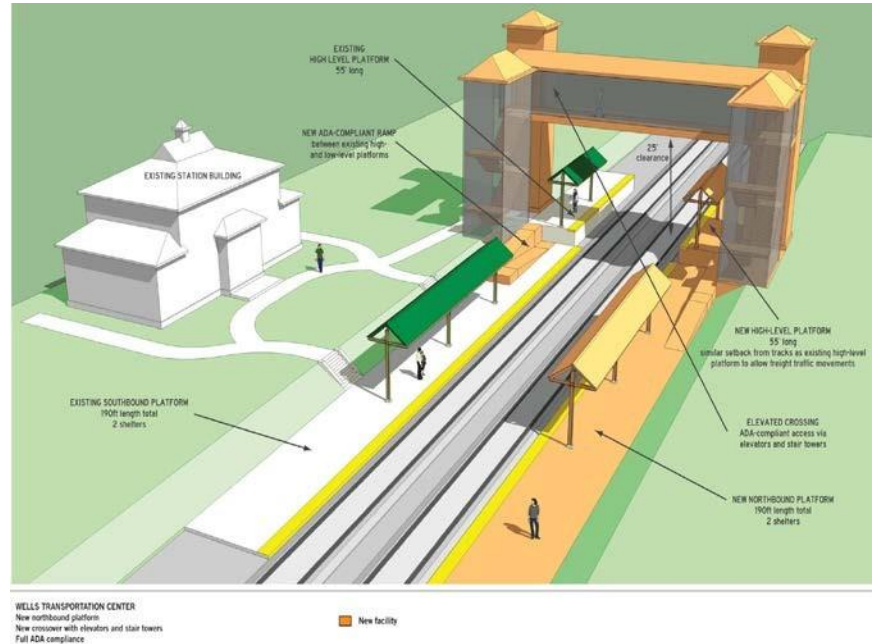 EXISTING
HIGH LEVEL PLATFORM
55' long
NEW ADA-COMPLIANT RAMP
between existing high-
and low-level platforms
EXISTING STATION BUILDING
25'
clearance
NEW HIGH-LEVEL PLATFORM
55' long
similar setback from tracks as existing high-level
platform to allow freight traffic movements
EXISTING SOUTHBOUND PLATFORM
190ft length total
2 shelters
ELEVATED CROSSING
ADA-compliant access via
elevators and stair towers
NEW NORTHBOUND PLATFORM
190ft length total
2 shelters
WELLS TRANSPORTATION CENTER
New northbound platform
New crossover with elevators and stair towers
Full ADA compliance
New facility